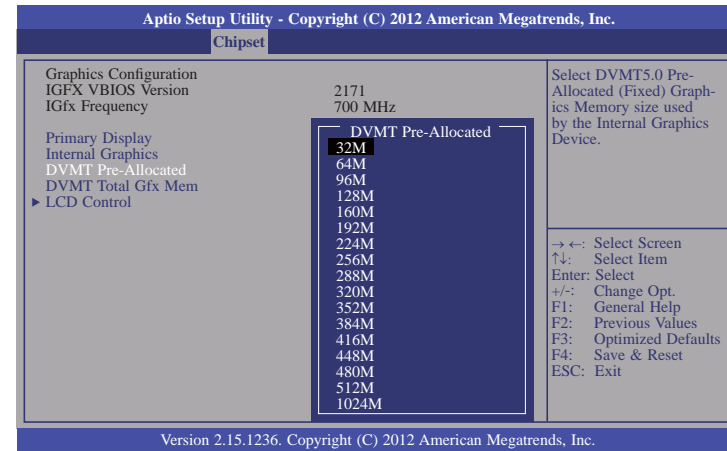 Aptio Setup Utility - Copyright (C) 2012 American Megatrends, Inc.
Chipset
Graphics Configuration
IGFX VBIOS Version 2171
IGfx Frequency 700 MHz
Primary Display
Internal Graphics
DVMT Pre-Allocated
DVMT Total Gfx Mem
▶ LCD Control
DVMT Pre-Allocated
32M
64M
96M
128M
160M
192M
224M
256M
288M
320M
352M
384M
416M
448M
480M
512M
1024M
Select DVMT5.0 Pre-
Allocated (Fixed) Graph-
ics Memory size used
by the Internal Graphics
Device.
→←: Select Screen
↑↓: Select Item
Enter: Select
+/-: Change Opt.
F1: General Help
F2: Previous Values
F3: Optimized Defaults
F4: Save & Reset
ESC: Exit
Version 2.15.1236. Copyright (C) 2012 American Megatrends, Inc.